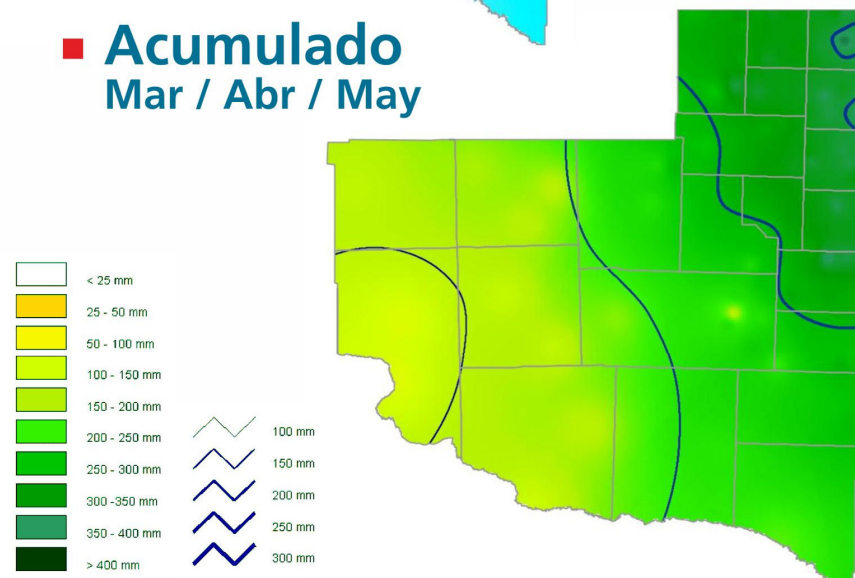 Acumulado
Mar / Abr / May
< 25 mm
25 - 50 mm
50 - 100 mm
100 - 150 mm
150 - 200 mm
200 - 250 mm
250 - 300 mm
300 -350 mm
350 - 400 mm
> 400 mm
100 mm
150 mm
200 mm
250 mm
300 mm